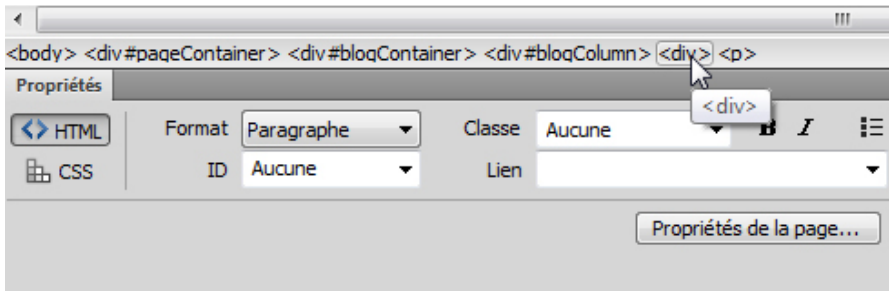 <body> <div#pageContainer> <div#blogContainer> <div#blogColumn> <div> <p>
Propriétés
<div>
<> HTML Format Paragraphe Classe Aucune B I
CSS ID Aucune Lien
Propriétés de la page...